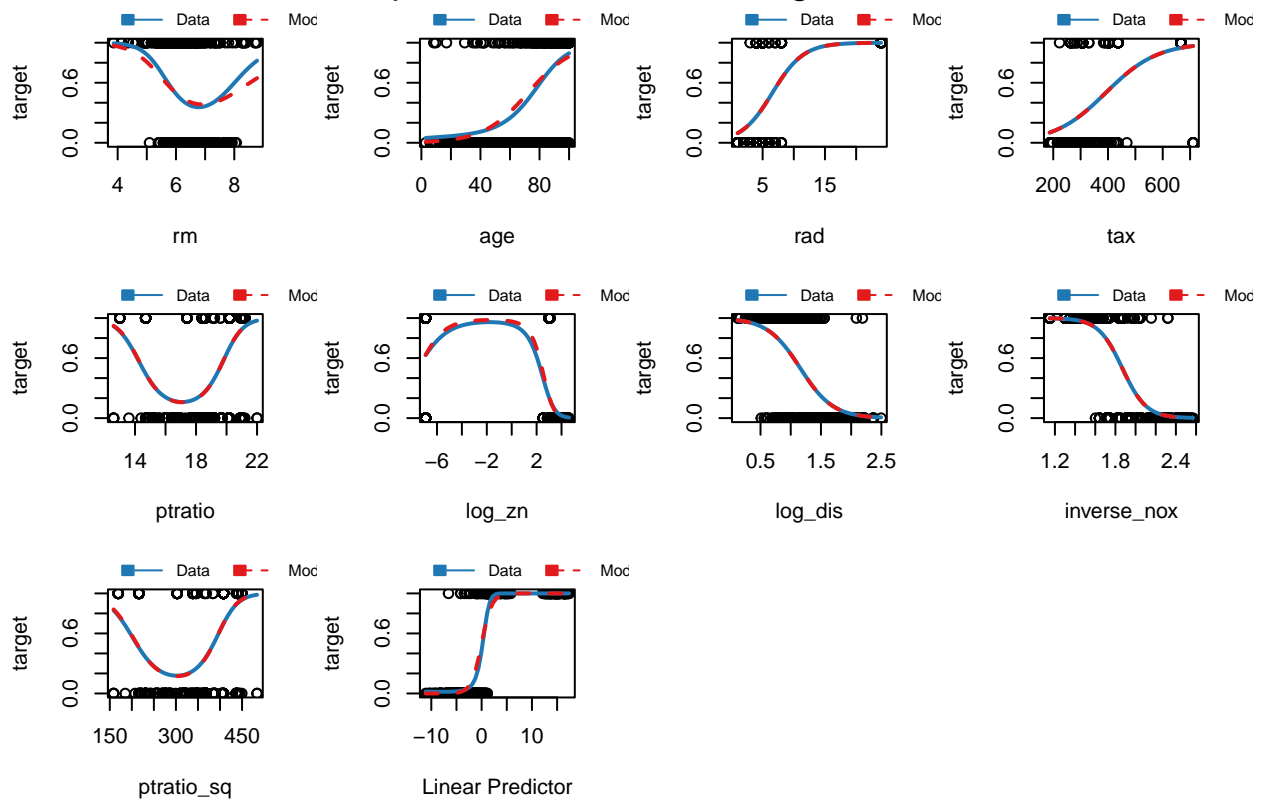 Data Mod
target
0.0 0.6
4 6 8
rm
Data Mod
target
0.0 0.6
0 40 80
age
Data Mod
target
0.0 0.6
5 15
rad
Data Mod
target
0.0 0.6
200 400 600
tax
Data Mod
target
0.0 0.6
14 18 22
ptratio
Data Mod
target
0.0 0.6
−6 −2 2
log_zn
Data Mod
target
0.0 0.6
0.5 1.5 2.5
log_dis
Data Mod
target
0.0 0.6
1.2 1.8 2.4
inverse_nox
Data Mod
target
0.0 0.6
150 300 450
ptratio_sq
Data Mod
target
0.0 0.6
−10 0 10
Linear Predictor